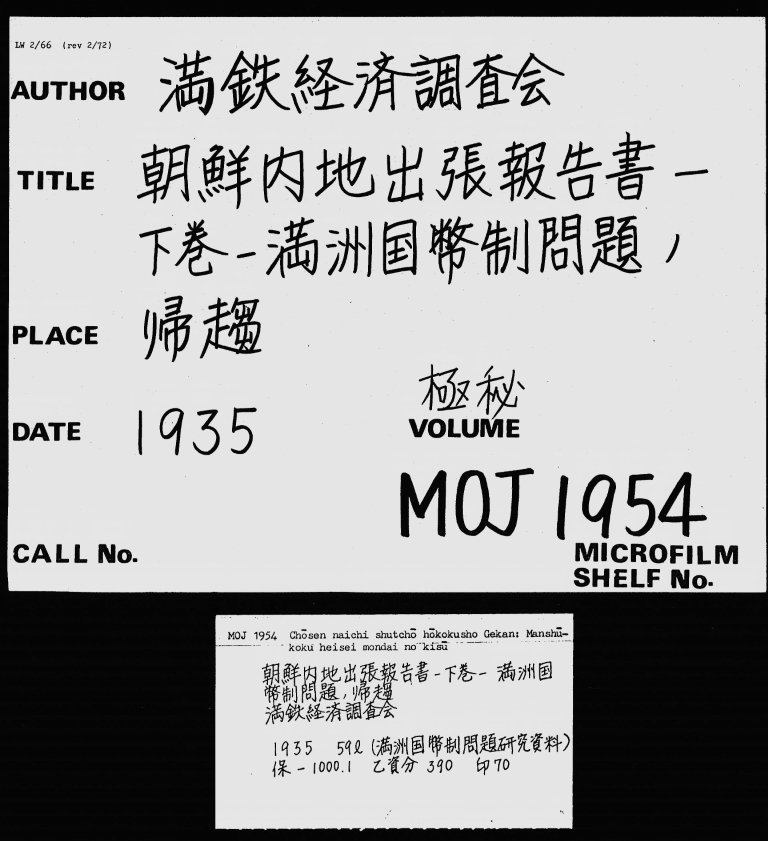 LW 2/66 (rev 2/72)
AUTHOR 満鉄経済調査会
TITLE 朝鮮内地出張報告書-
下巻-満洲国幣制問題ノ
帰趨
PLACE
極秘
DATE 1935 VOLUME
MOJ 1954
CALL No. MICROFILM
SHELF No.
MOJ 1954 Chōsen naichi shutchō hōkokusho Gekan: Manshū-
koku heisei mondai no kisū
朝鮮内地出張報告書-下巻- 満洲国
幣制問題ノ帰趨
満鉄経済調査会
1935 59ℓ (満洲国幣制問題研究資料)
保-1000.1 乙資分 390 印70